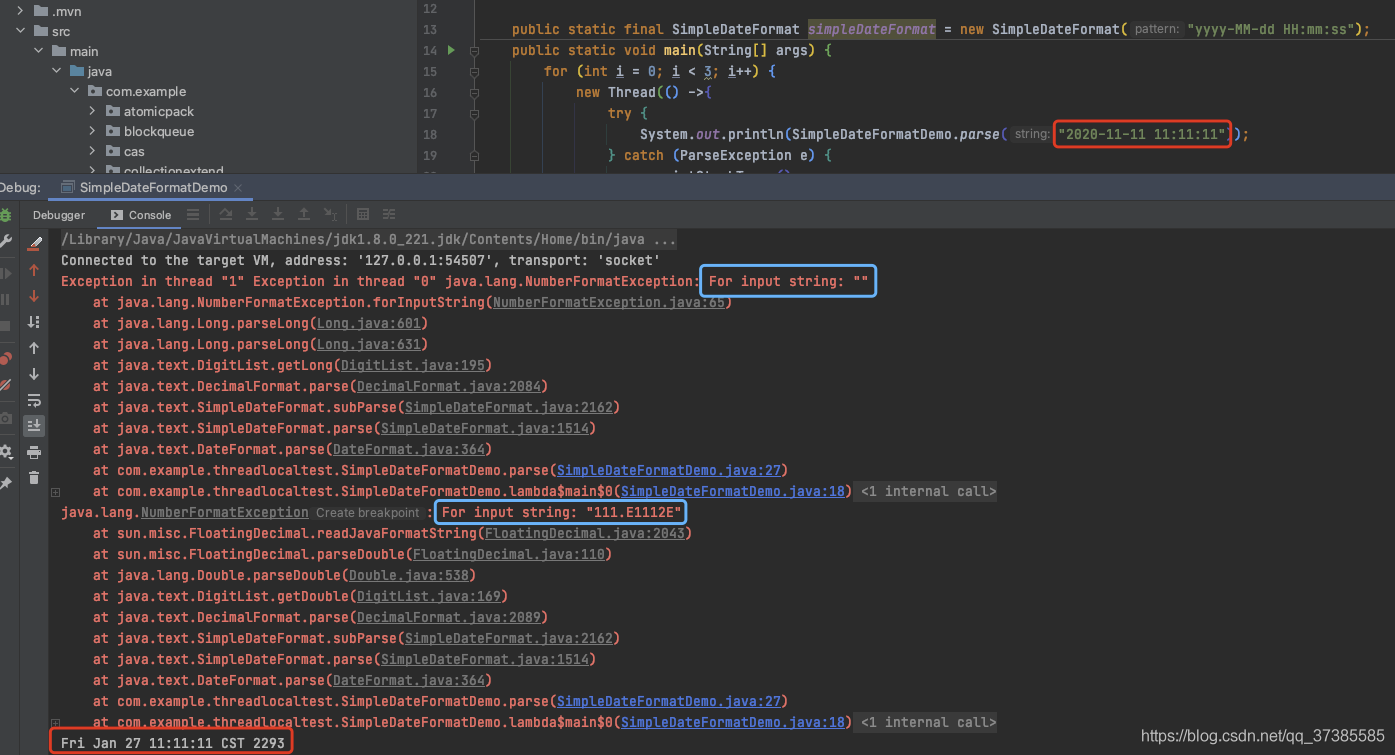 .mvn
src
main
java
com.example
atomicpack
blockqueue
cas
collectionextend
12
13 public static final SimpleDateFormat simpleDateFormat = new SimpleDateFormat( pattern: "yyyy-MM-dd HH:mm:ss");
14 public static void main(String[] args) {
15 for (int i = 0; i < 3; i++) {
16 new Thread(() ->{
17 try {
18 System.out.println(SimpleDateFormatDemo.parse( string: "2020-11-11 11:11:11"));
19 } catch (ParseException e) {
Debug: SimpleDateFormatDemo ×
Debugger Console
/Library/Java/JavaVirtualMachines/jdk1.8.0_221.jdk/Contents/Home/bin/java ...
Connected to the target VM, address: '127.0.0.1:54507', transport: 'socket'
Exception in thread "1" Exception in thread "0" java.lang.NumberFormatException: For input string: ""
at java.lang.NumberFormatException.forInputString(NumberFormatException.java:65)
at java.lang.Long.parseLong(Long.java:601)
at java.lang.Long.parseLong(Long.java:631)
at java.text.DigitList.getLong(DigitList.java:195)
at java.text.DecimalFormat.parse(DecimalFormat.java:2084)
at java.text.SimpleDateFormat.subParse(SimpleDateFormat.java:2162)
at java.text.SimpleDateFormat.parse(SimpleDateFormat.java:1514)
at java.text.DateFormat.parse(DateFormat.java:364)
at com.example.threadlocaltest.SimpleDateFormatDemo.parse(SimpleDateFormatDemo.java:27)
at com.example.threadlocaltest.SimpleDateFormatDemo.lambda$main$0(SimpleDateFormatDemo.java:18) <1 internal call>
java.lang.NumberFormatException Create breakpoint : For input string: "111.E1112E"
at sun.misc.FloatingDecimal.readJavaFormatString(FloatingDecimal.java:2043)
at sun.misc.FloatingDecimal.parseDouble(FloatingDecimal.java:110)
at java.lang.Double.parseDouble(Double.java:538)
at java.text.DigitList.getDouble(DigitList.java:169)
at java.text.DecimalFormat.parse(DecimalFormat.java:2089)
at java.text.SimpleDateFormat.subParse(SimpleDateFormat.java:2162)
at java.text.SimpleDateFormat.parse(SimpleDateFormat.java:1514)
at java.text.DateFormat.parse(DateFormat.java:364)
at com.example.threadlocaltest.SimpleDateFormatDemo.parse(SimpleDateFormatDemo.java:27)
at com.example.threadlocaltest.SimpleDateFormatDemo.lambda$main$0(SimpleDateFormatDemo.java:18) <1 internal call>
Fri Jan 27 11:11:11 CST 2293
https://blog.csdn.net/qq_37385585